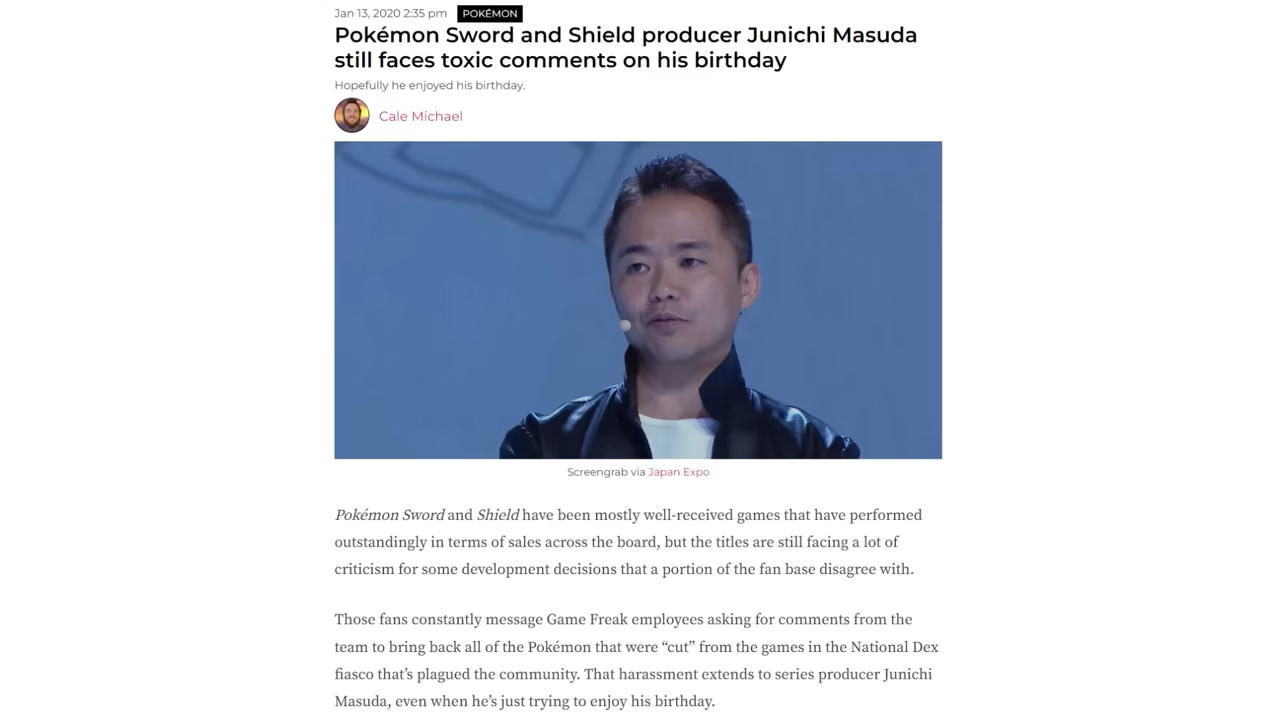 Jan 13, 2020 2:35 pm POKÉMON
Pokémon Sword and Shield producer Junichi Masuda
still faces toxic comments on his birthday
Hopefully he enjoyed his birthday.
Cale Michael
Screengrab via Japan Expo
Pokémon Sword and Shield have been mostly well-received games that have performed
outstandingly in terms of sales across the board, but the titles are still facing a lot of
criticism for some development decisions that a portion of the fan base disagree with.
Those fans constantly message Game Freak employees asking for comments from the
team to bring back all of the Pokémon that were “cut” from the games in the National Dex
fiasco that’s plagued the community. That harassment extends to series producer Junichi
Masuda, even when he’s just trying to enjoy his birthday.